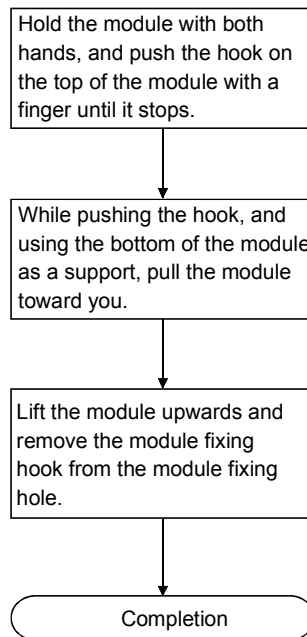 Hold the module with both
hands, and push the hook on
the top of the module with a
finger until it stops.
While pushing the hook, and
using the bottom of the module
as a support, pull the module
toward you.
Lift the module upwards and
remove the module fixing
hook from the module fixing
hole.
Completion